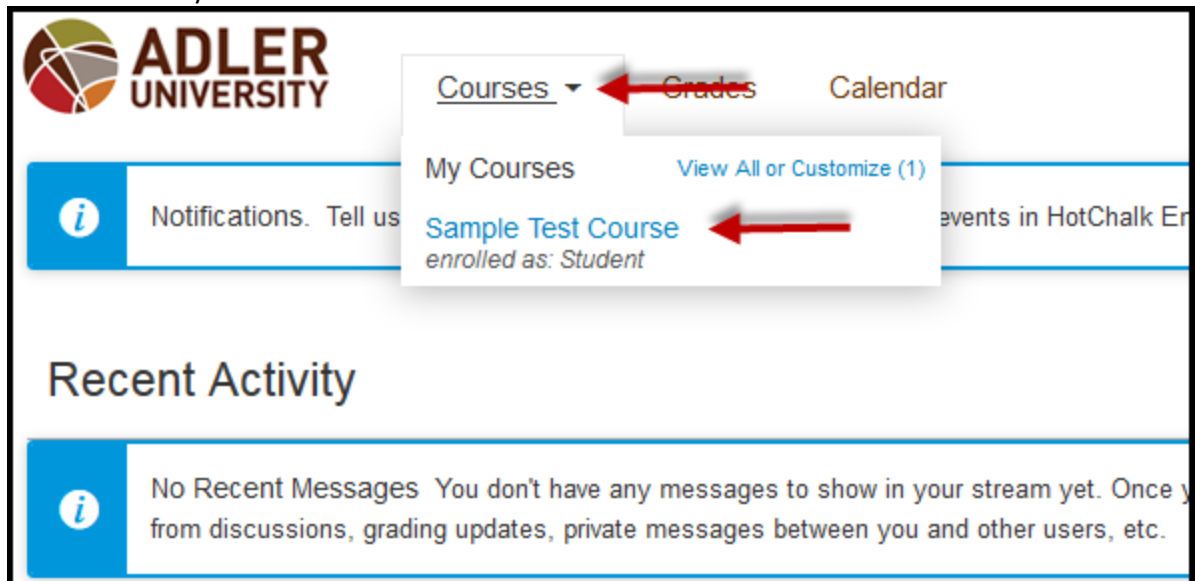 ADLER
UNIVERSITY
Courses Grades Calendar
My Courses View All or Customize (1)
Notifications. Tell us events in HotChalk
Sample Test Course
enrolled as: Student
Recent Activity
No Recent Messages You don't have any messages to show in your stream yet. Once
from discussions, grading updates, private messages between you and other users, etc.